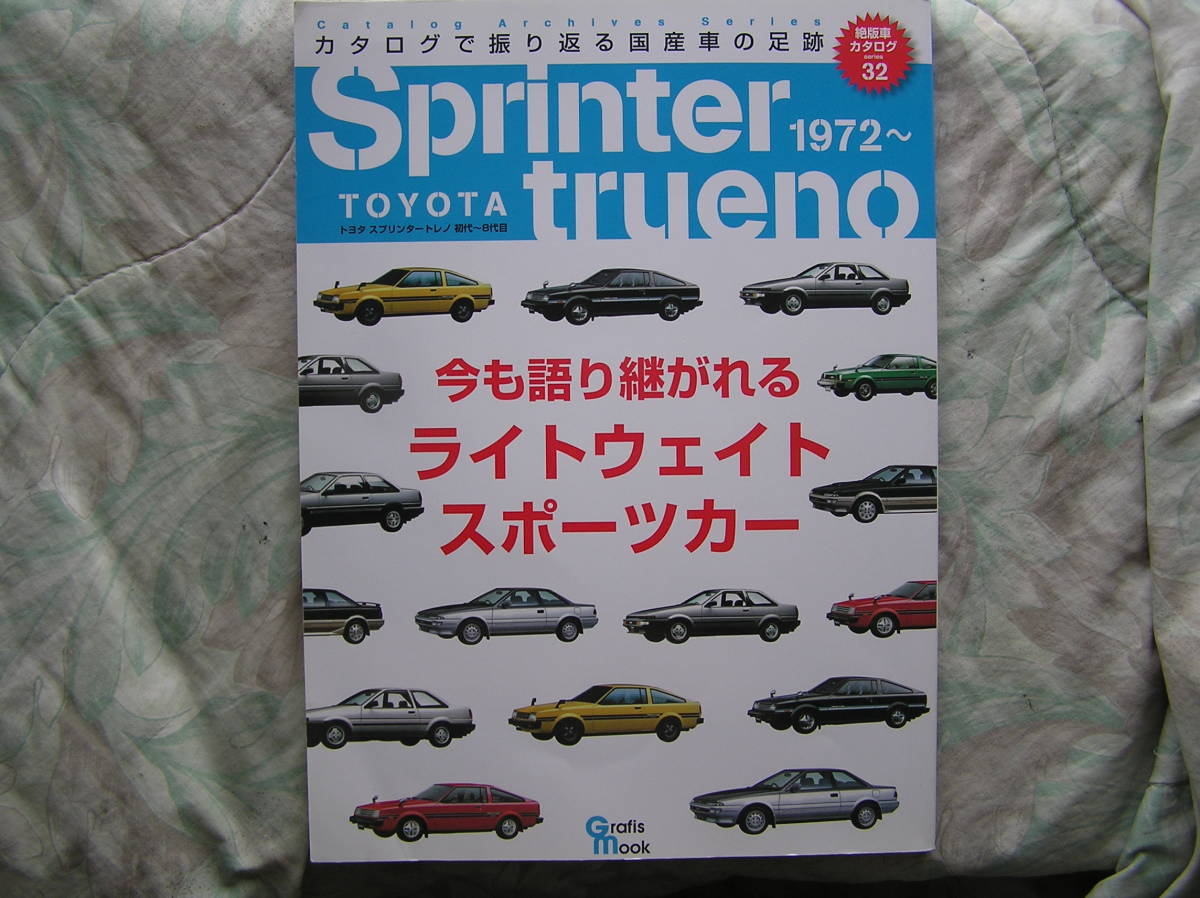 Catalog Archives Series
カタログで振り返る国産車の足跡
絶版車
カタログ
series
32
Sprinter
1972～
TOYOTA
trueno
トヨタ スプリンタートレノ 初代～8代目
今も語り継がれる
ライトウェイト
スポーツカー
Grafis
mook